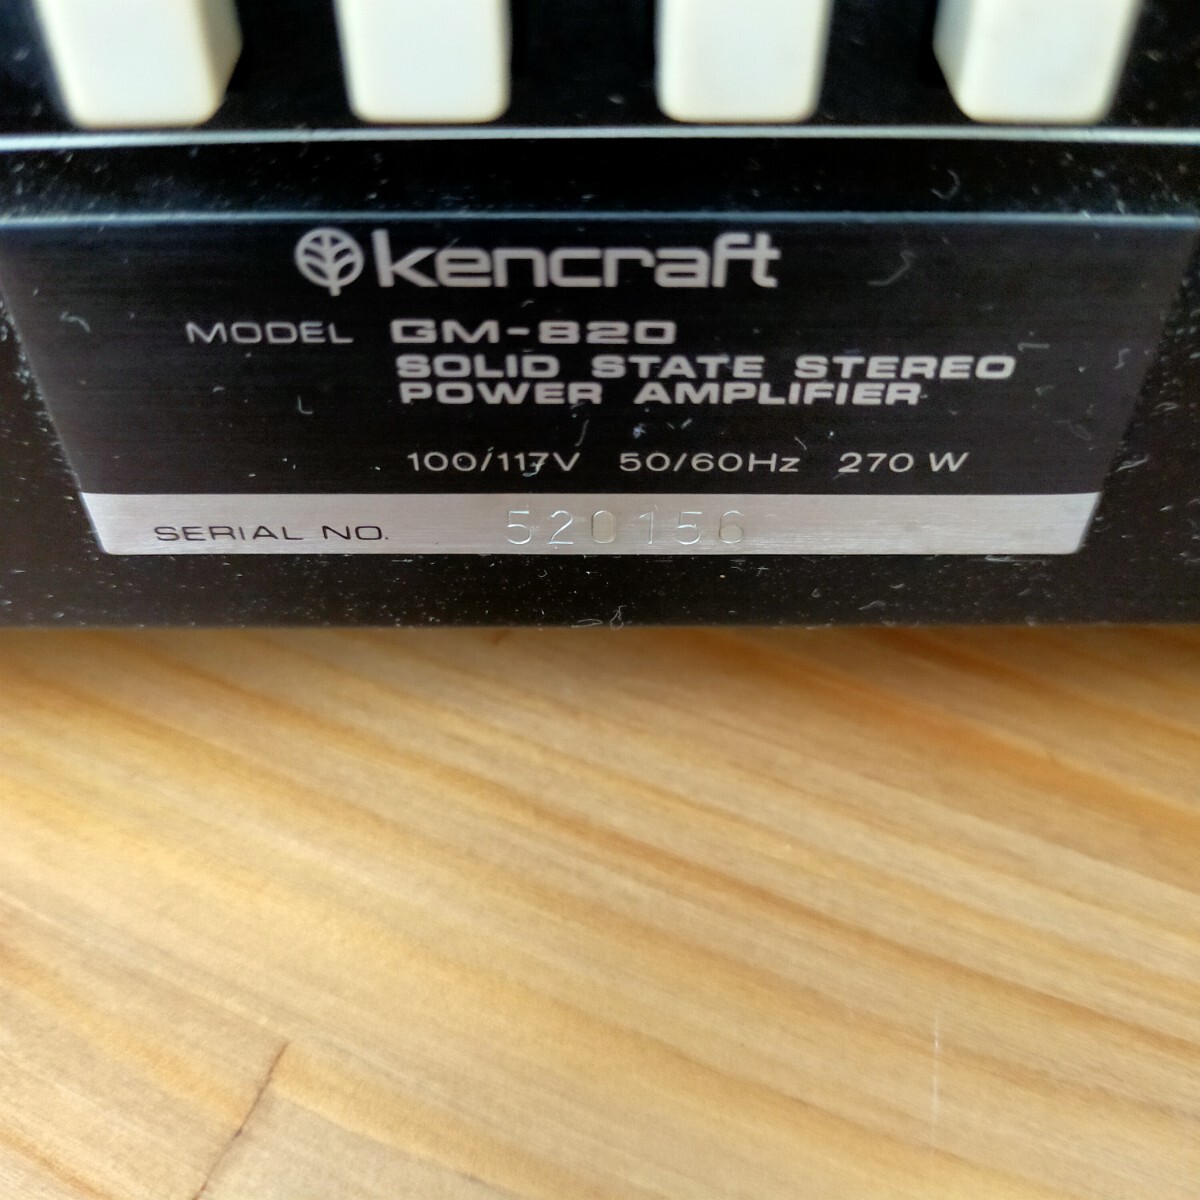 kencraft
MODEL GM-820
SOLID STATE STEREO
POWER AMPLIFIER
100/117V 50/60Hz 270 W
SERIAL NO. 520156